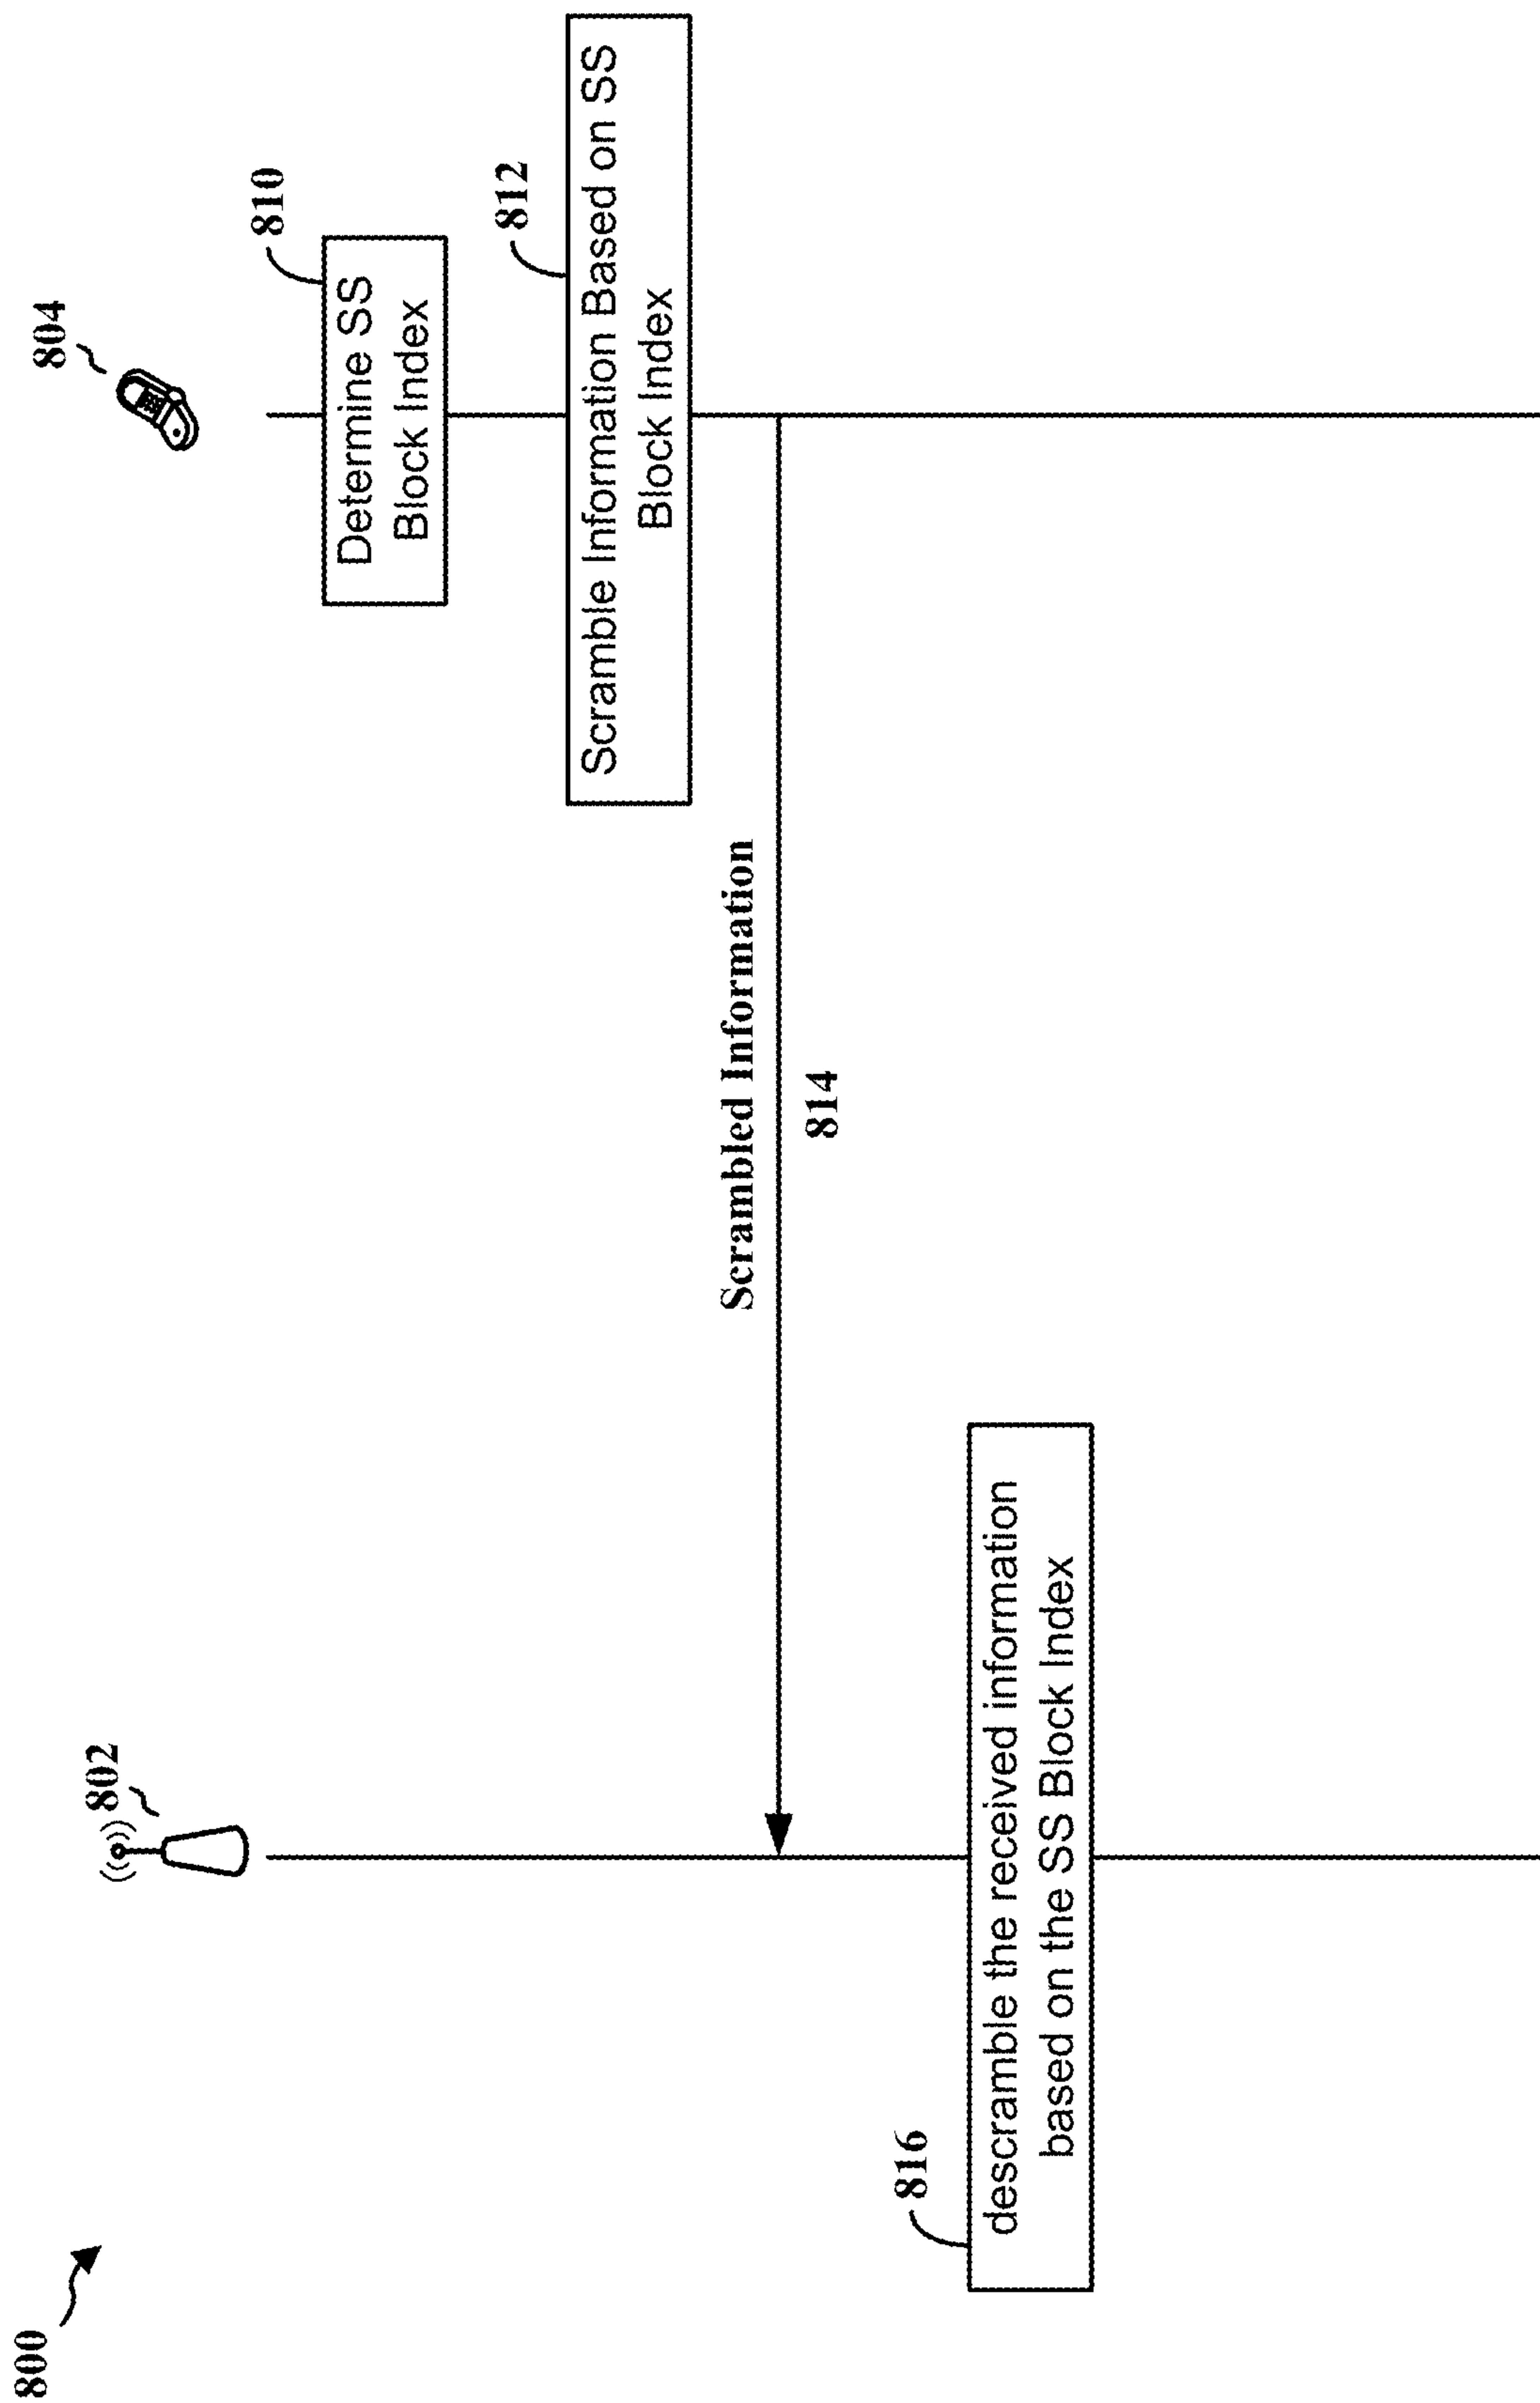 800
802
804
810
Determine SS
Block Index
812
Scramble Information Based on SS
Block Index
Scrambled Information
814
816
descramble the received information
based on the SS Block Index